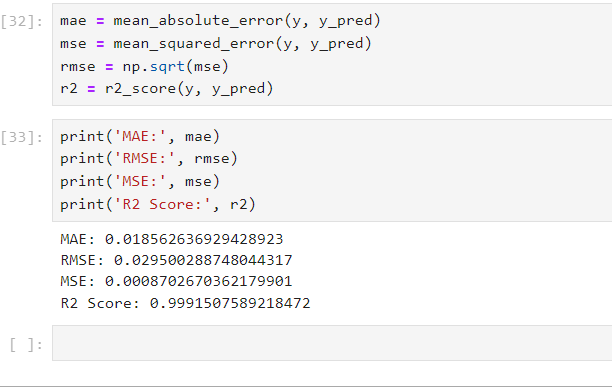 [32]: mae = mean_absolute_error(y, y_pred)
mse = mean_squared_error(y, y_pred)
rmse = np.sqrt(mse)
r2 = r2_score(y, y_pred)
[33]: print('MAE:', mae)
print('RMSE:', rmse)
print('MSE:', mse)
print('R2 Score:', r2)
MAE: 0.018562636929428923
RMSE: 0.029500288748044317
MSE: 0.0008702670362179901
R2 Score: 0.9991507589218472
[ ]: